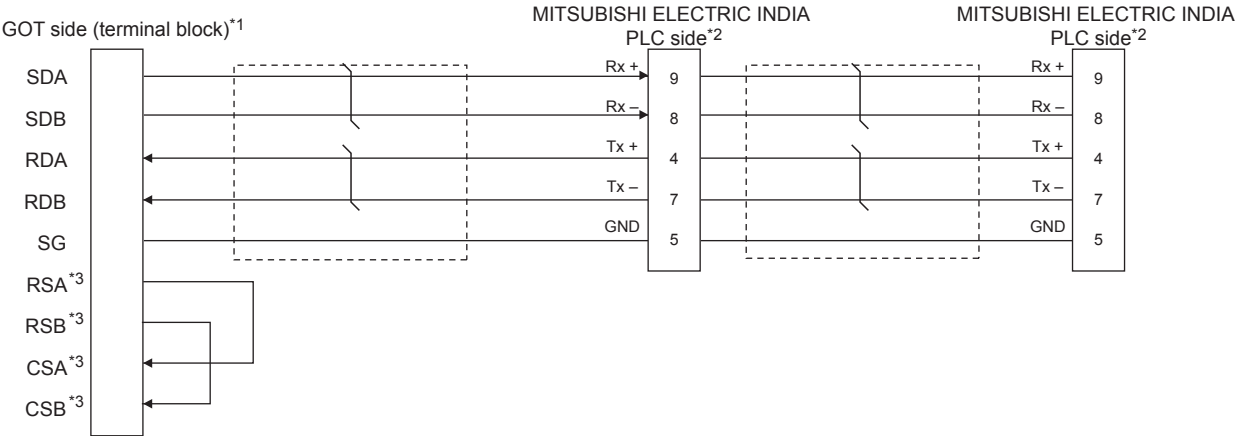 GOT side (terminal block)*1
MITSUBISHI ELECTRIC INDIA
PLC side*2
MITSUBISHI ELECTRIC INDIA
PLC side*2
SDA
Rx +
9
Rx +
9
SDB
Rx –
8
Rx –
8
RDA
Tx +
4
Tx +
4
RDB
Tx –
7
Tx –
7
SG
GND
5
GND
5
RSA*3
RSB*3
CSA*3
CSB*3